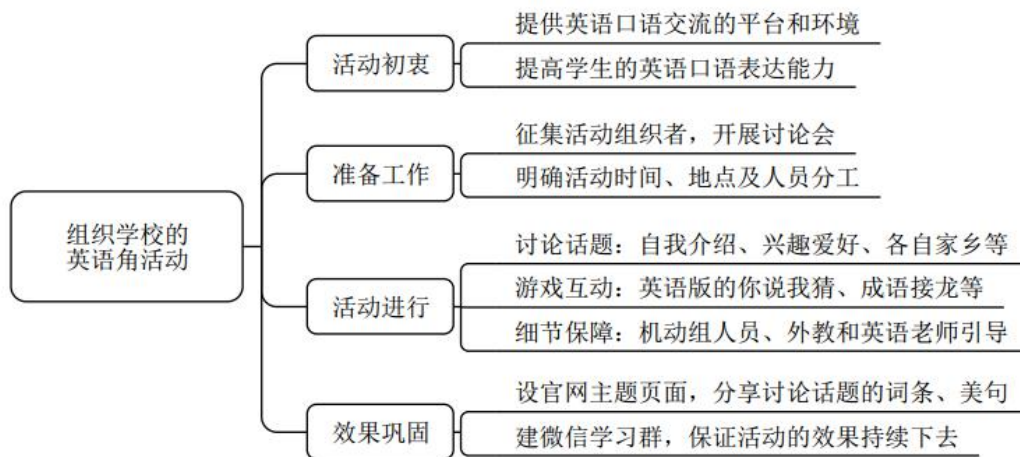 组织学校的
英语角活动
活动初衷
提供英语口语交流的平台和环境
提高学生的英语口语表达能力
准备工作
征集活动组织者，开展讨论会
明确活动时间、地点及人员分工
活动进行
讨论话题：自我介绍、兴趣爱好、各自家乡等
游戏互动：英语版的你说我猜、成语接龙等
细节保障：机动组人员、外教和英语老师引导
效果巩固
设官网主题页面，分享讨论话题的词条、美句
建微信学习群，保证活动的效果持续下去